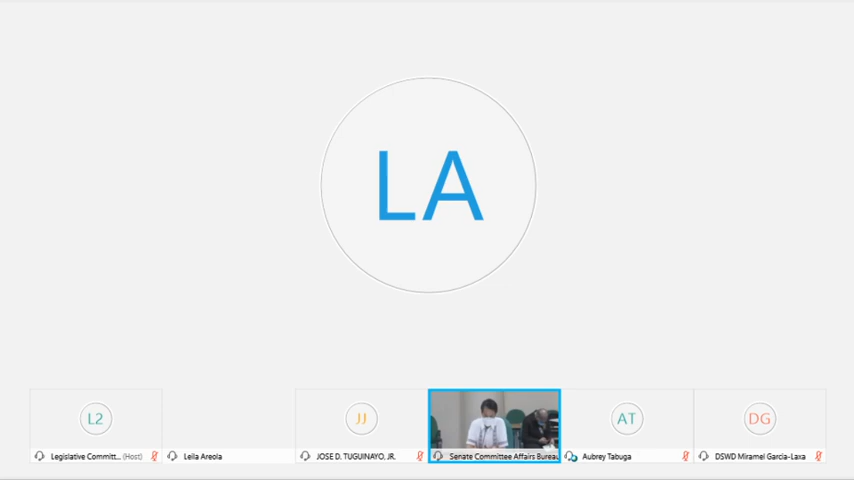 LA
L2
JJ
AT
DG
Legislative Committ... (Host)
Leila Areola
JOSE D. TUGUINAYO, JR.
Senate Committee Affairs Bureau
Aubrey Tabuga
DSWD Miramel Garcia-Laxa